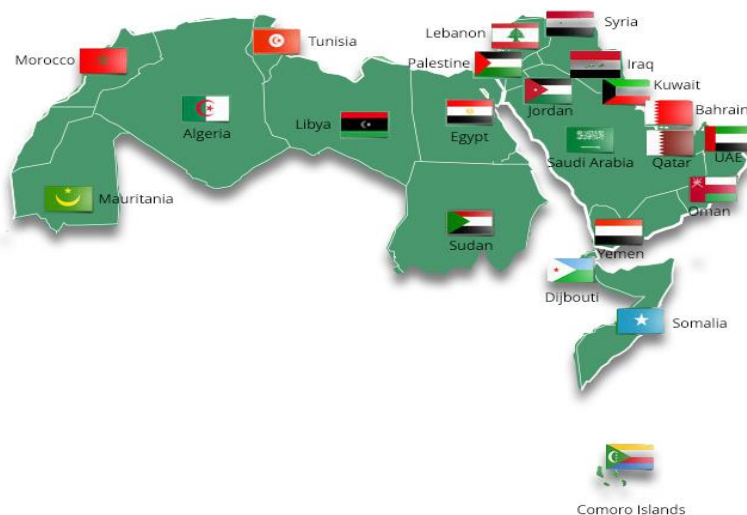 Lebanon
Syria
Tunisia
Morocco
Palestine
Iraq
Kuwait
Jordan
Bahrain
Algeria
Libya
Egypt
Saudi Arabia
Qatar
UAE
Mauritania
Oman
Sudan
Yemen
Djibouti
Somalia
Comoro Islands